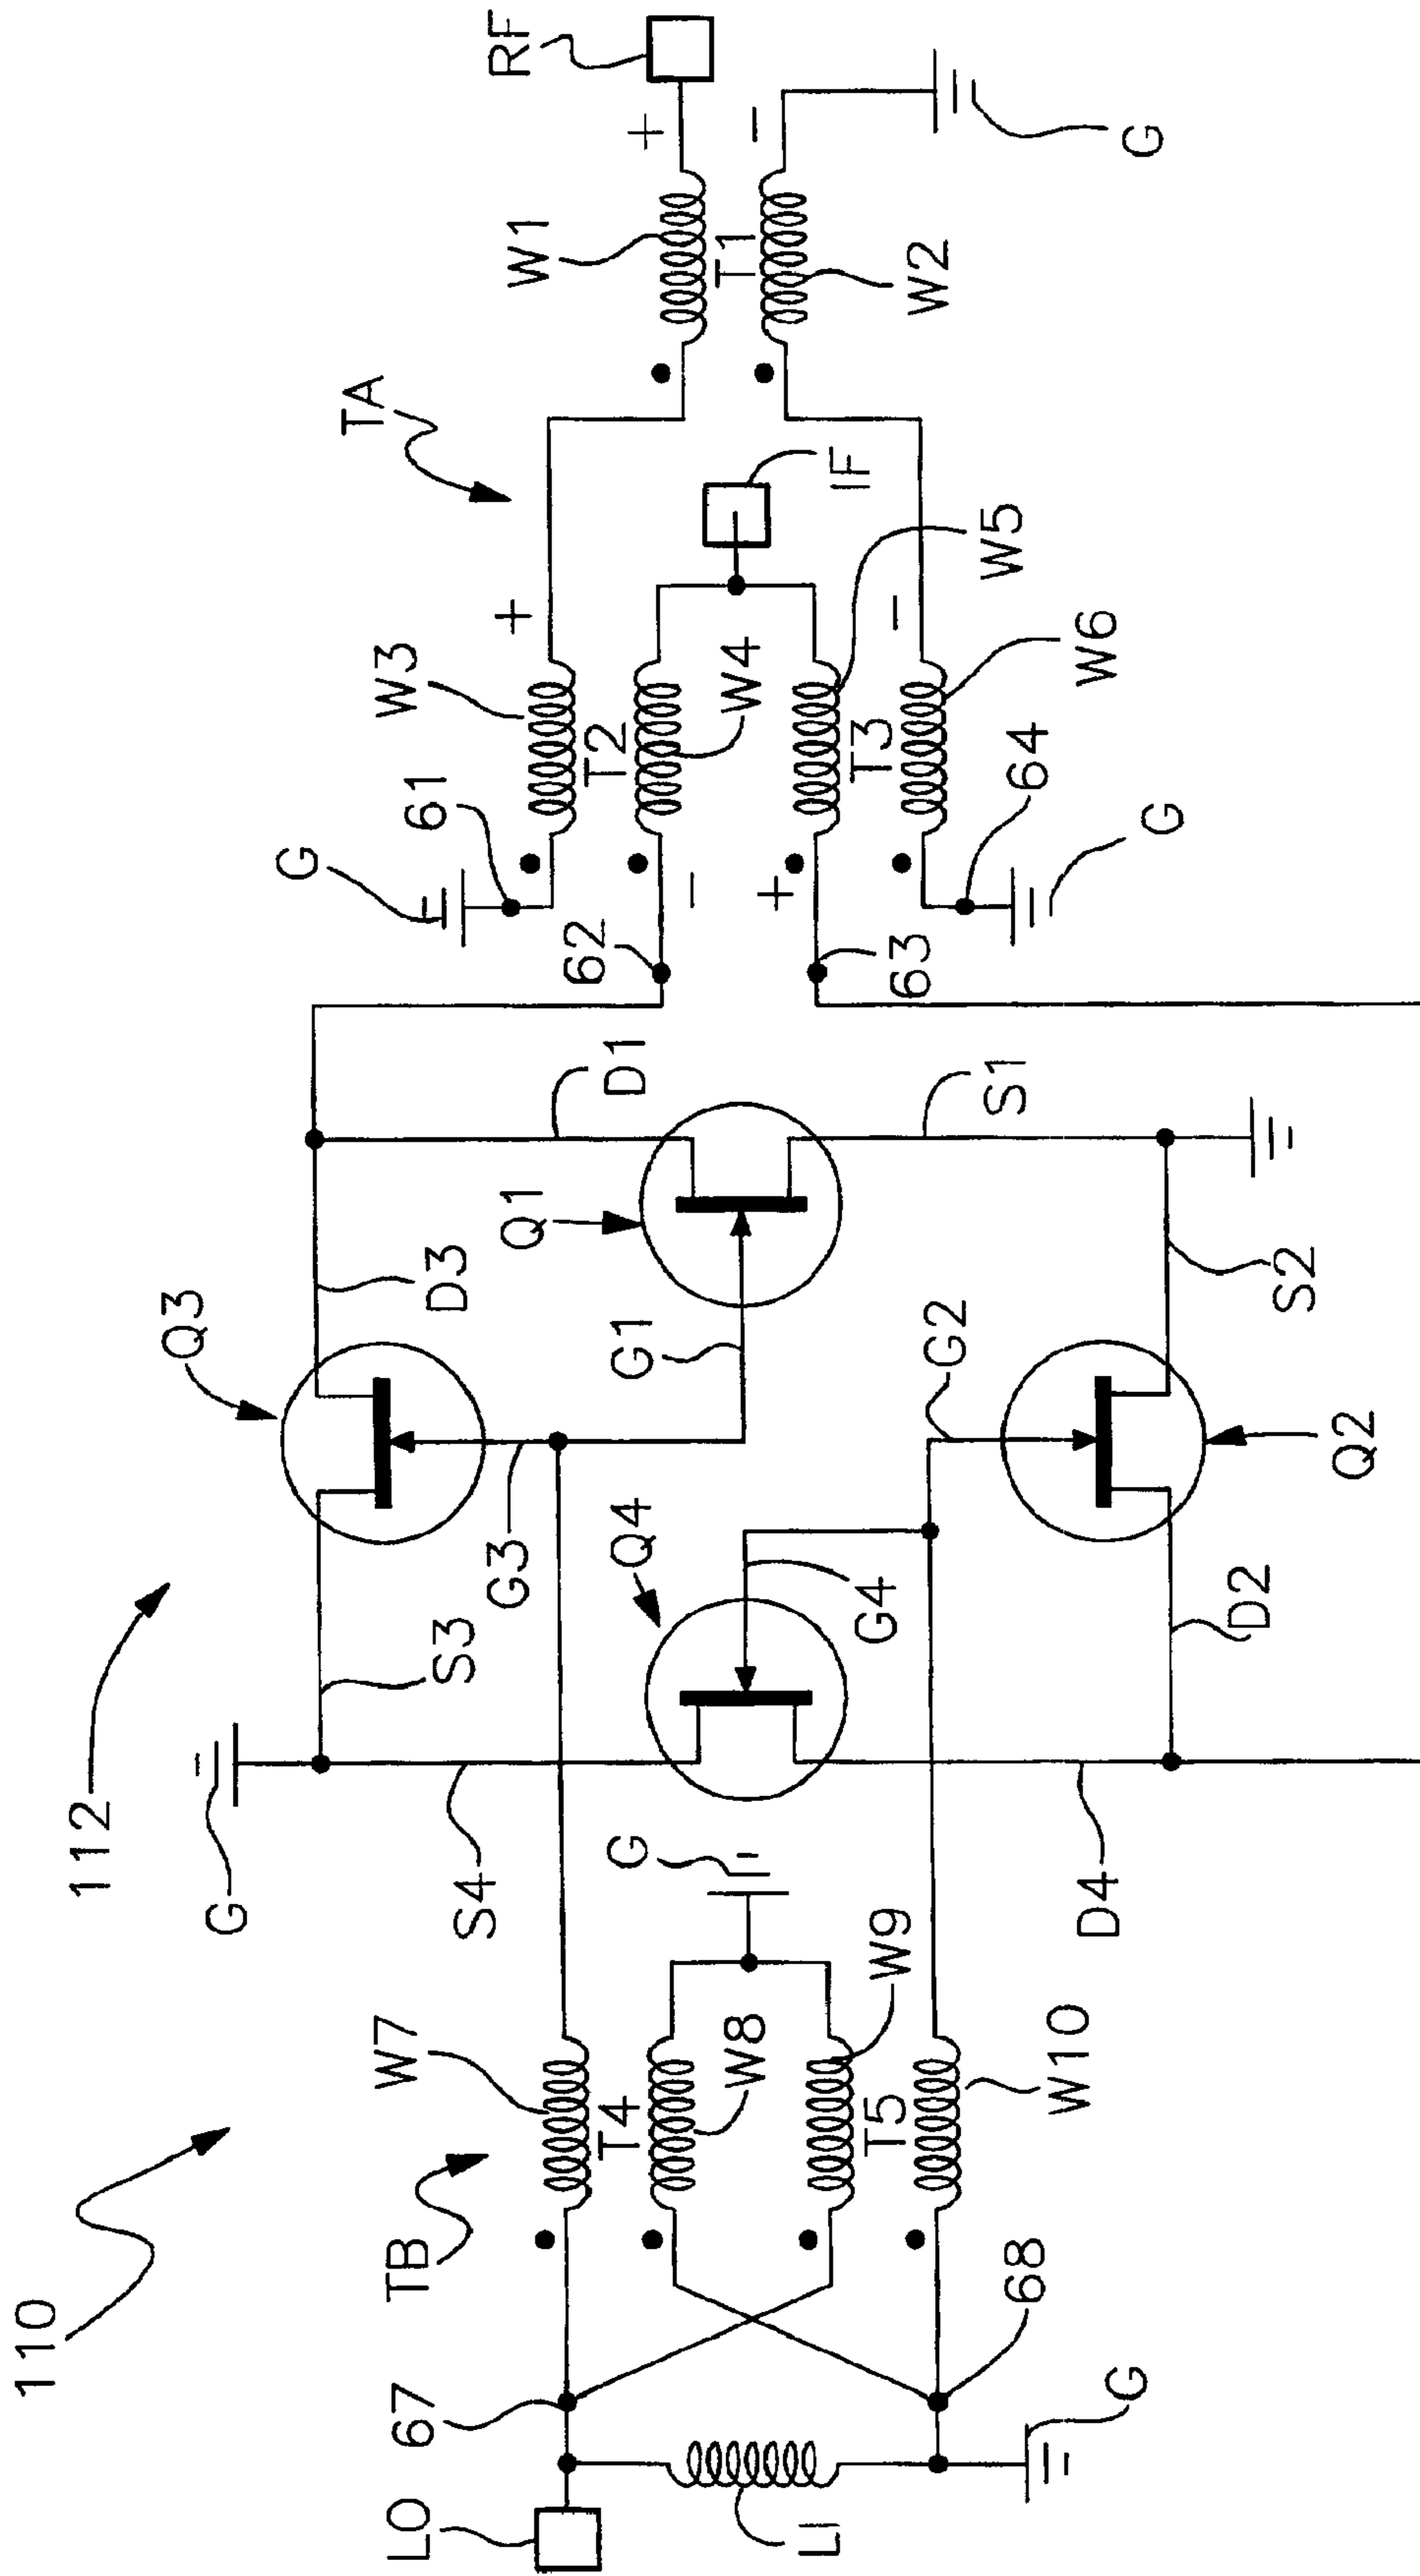 110
112
LO
67
LI
68
G
TB
W7
T4
W8
W9
T5
W10
G
G
S4
S3
Q3
D3
G3
Q4
G4
D4
D2
Q2
G2
S2
Q1
G1
D1
S1
62
63
G
61
64
G
W3
T2
W4
T3
W5
W6
+
-
-
+
TA
IF
W1
T1
W2
+
-
RF
G